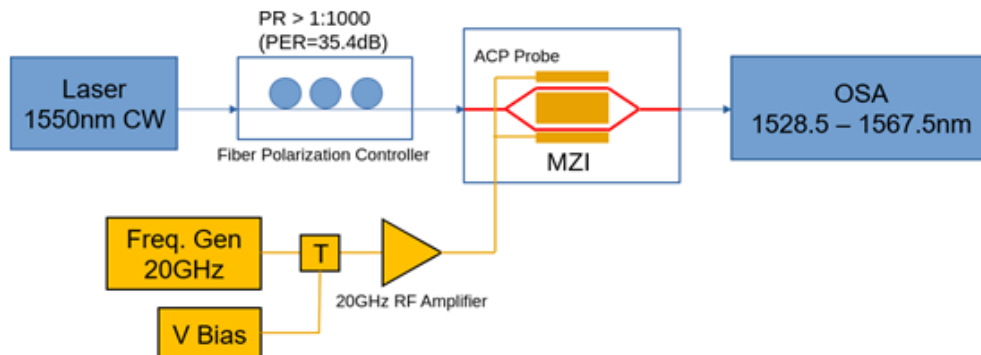 PR > 1:1000
(PER=35.4dB)
Laser
1550nm CW
Fiber Polarization Controller
ACP Probe
MZI
OSA
1528.5 – 1567.5nm
Freq. Gen
20GHz
T
20GHz RF Amplifier
V Bias